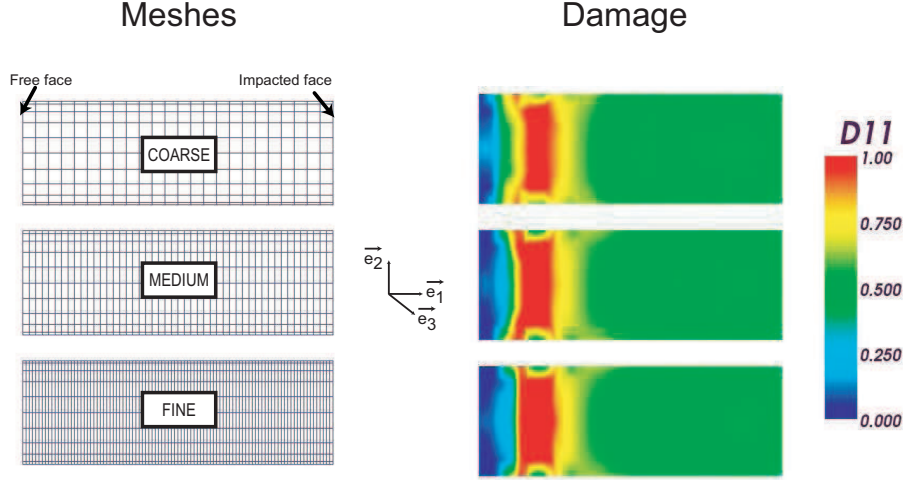 Meshes
Damage
Free face
Impacted face
COARSE
MEDIUM
FINE
e2
e1
e3
D11
1.00
0.750
0.500
0.250
0.000